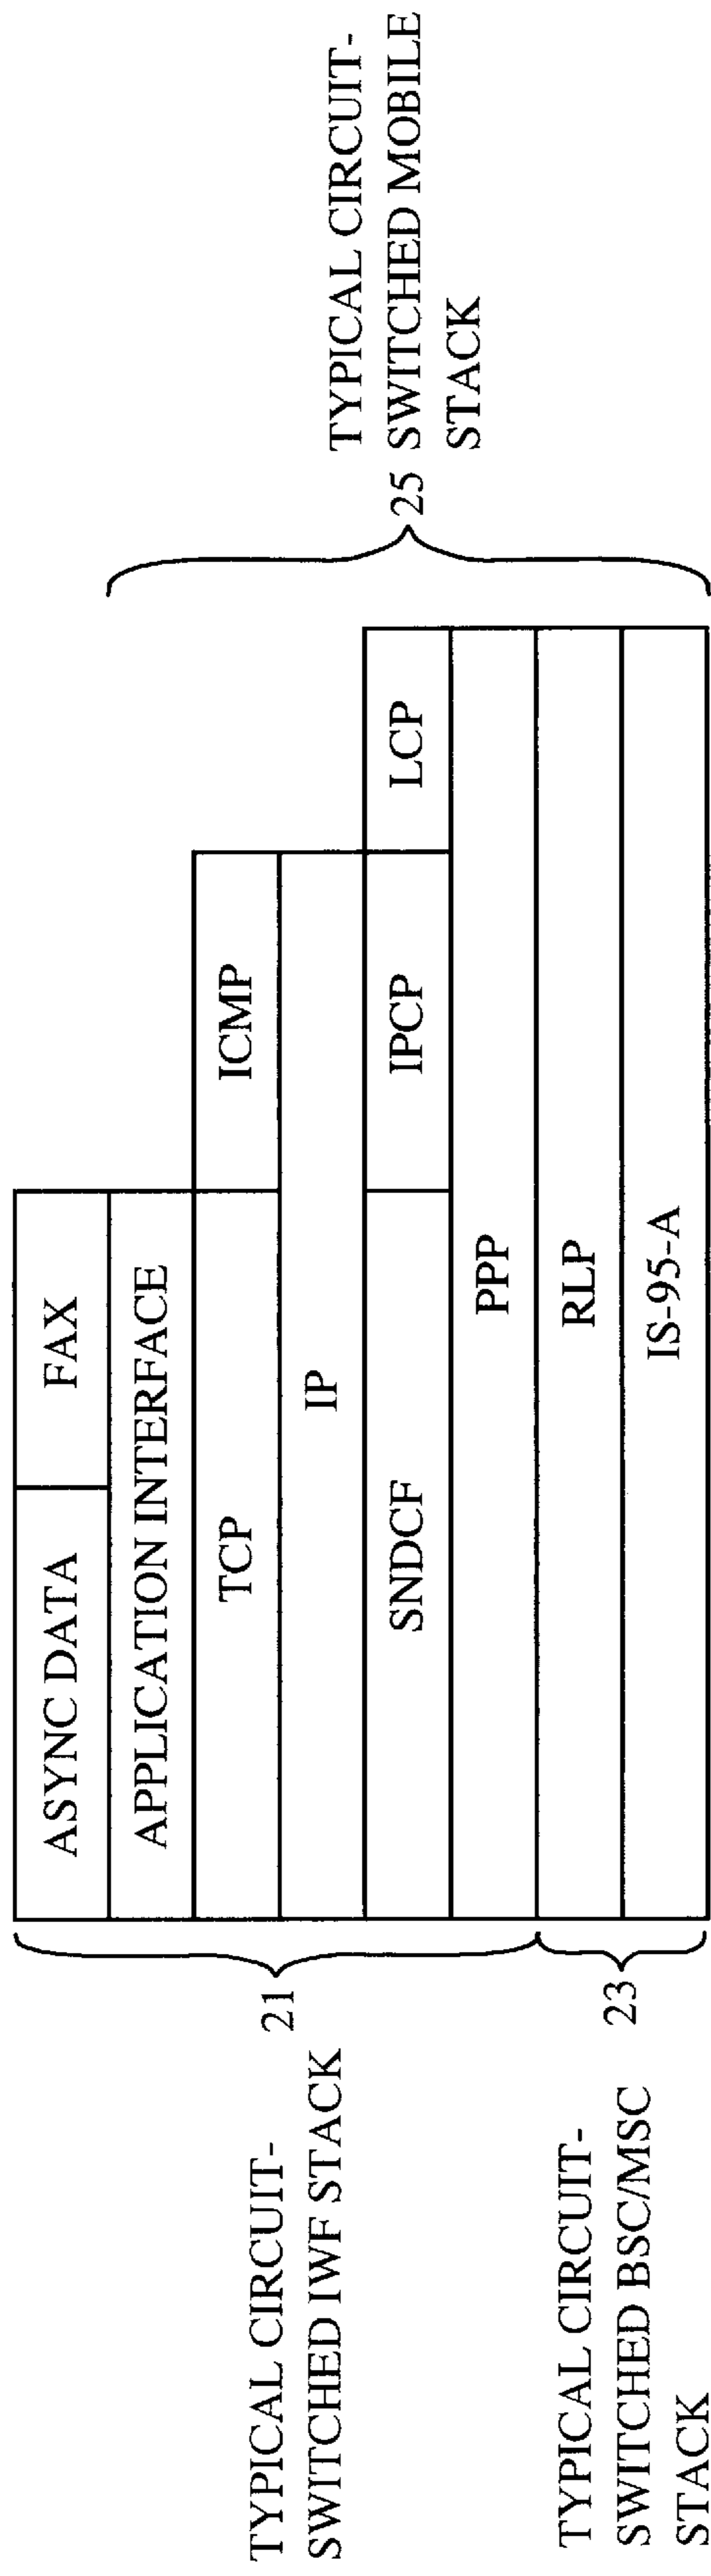 ASYNC DATA
FAX
APPLICATION INTERFACE
TCP
ICMP
IP
SNDCF
IPCP
LCP
PPP
RLP
IS-95-A
TYPICAL CIRCUIT-
SWITCHED IWF STACK
21
TYPICAL CIRCUIT-
SWITCHED BSC/MSC
STACK
23
TYPICAL CIRCUIT-
25 SWITCHED MOBILE
STACK